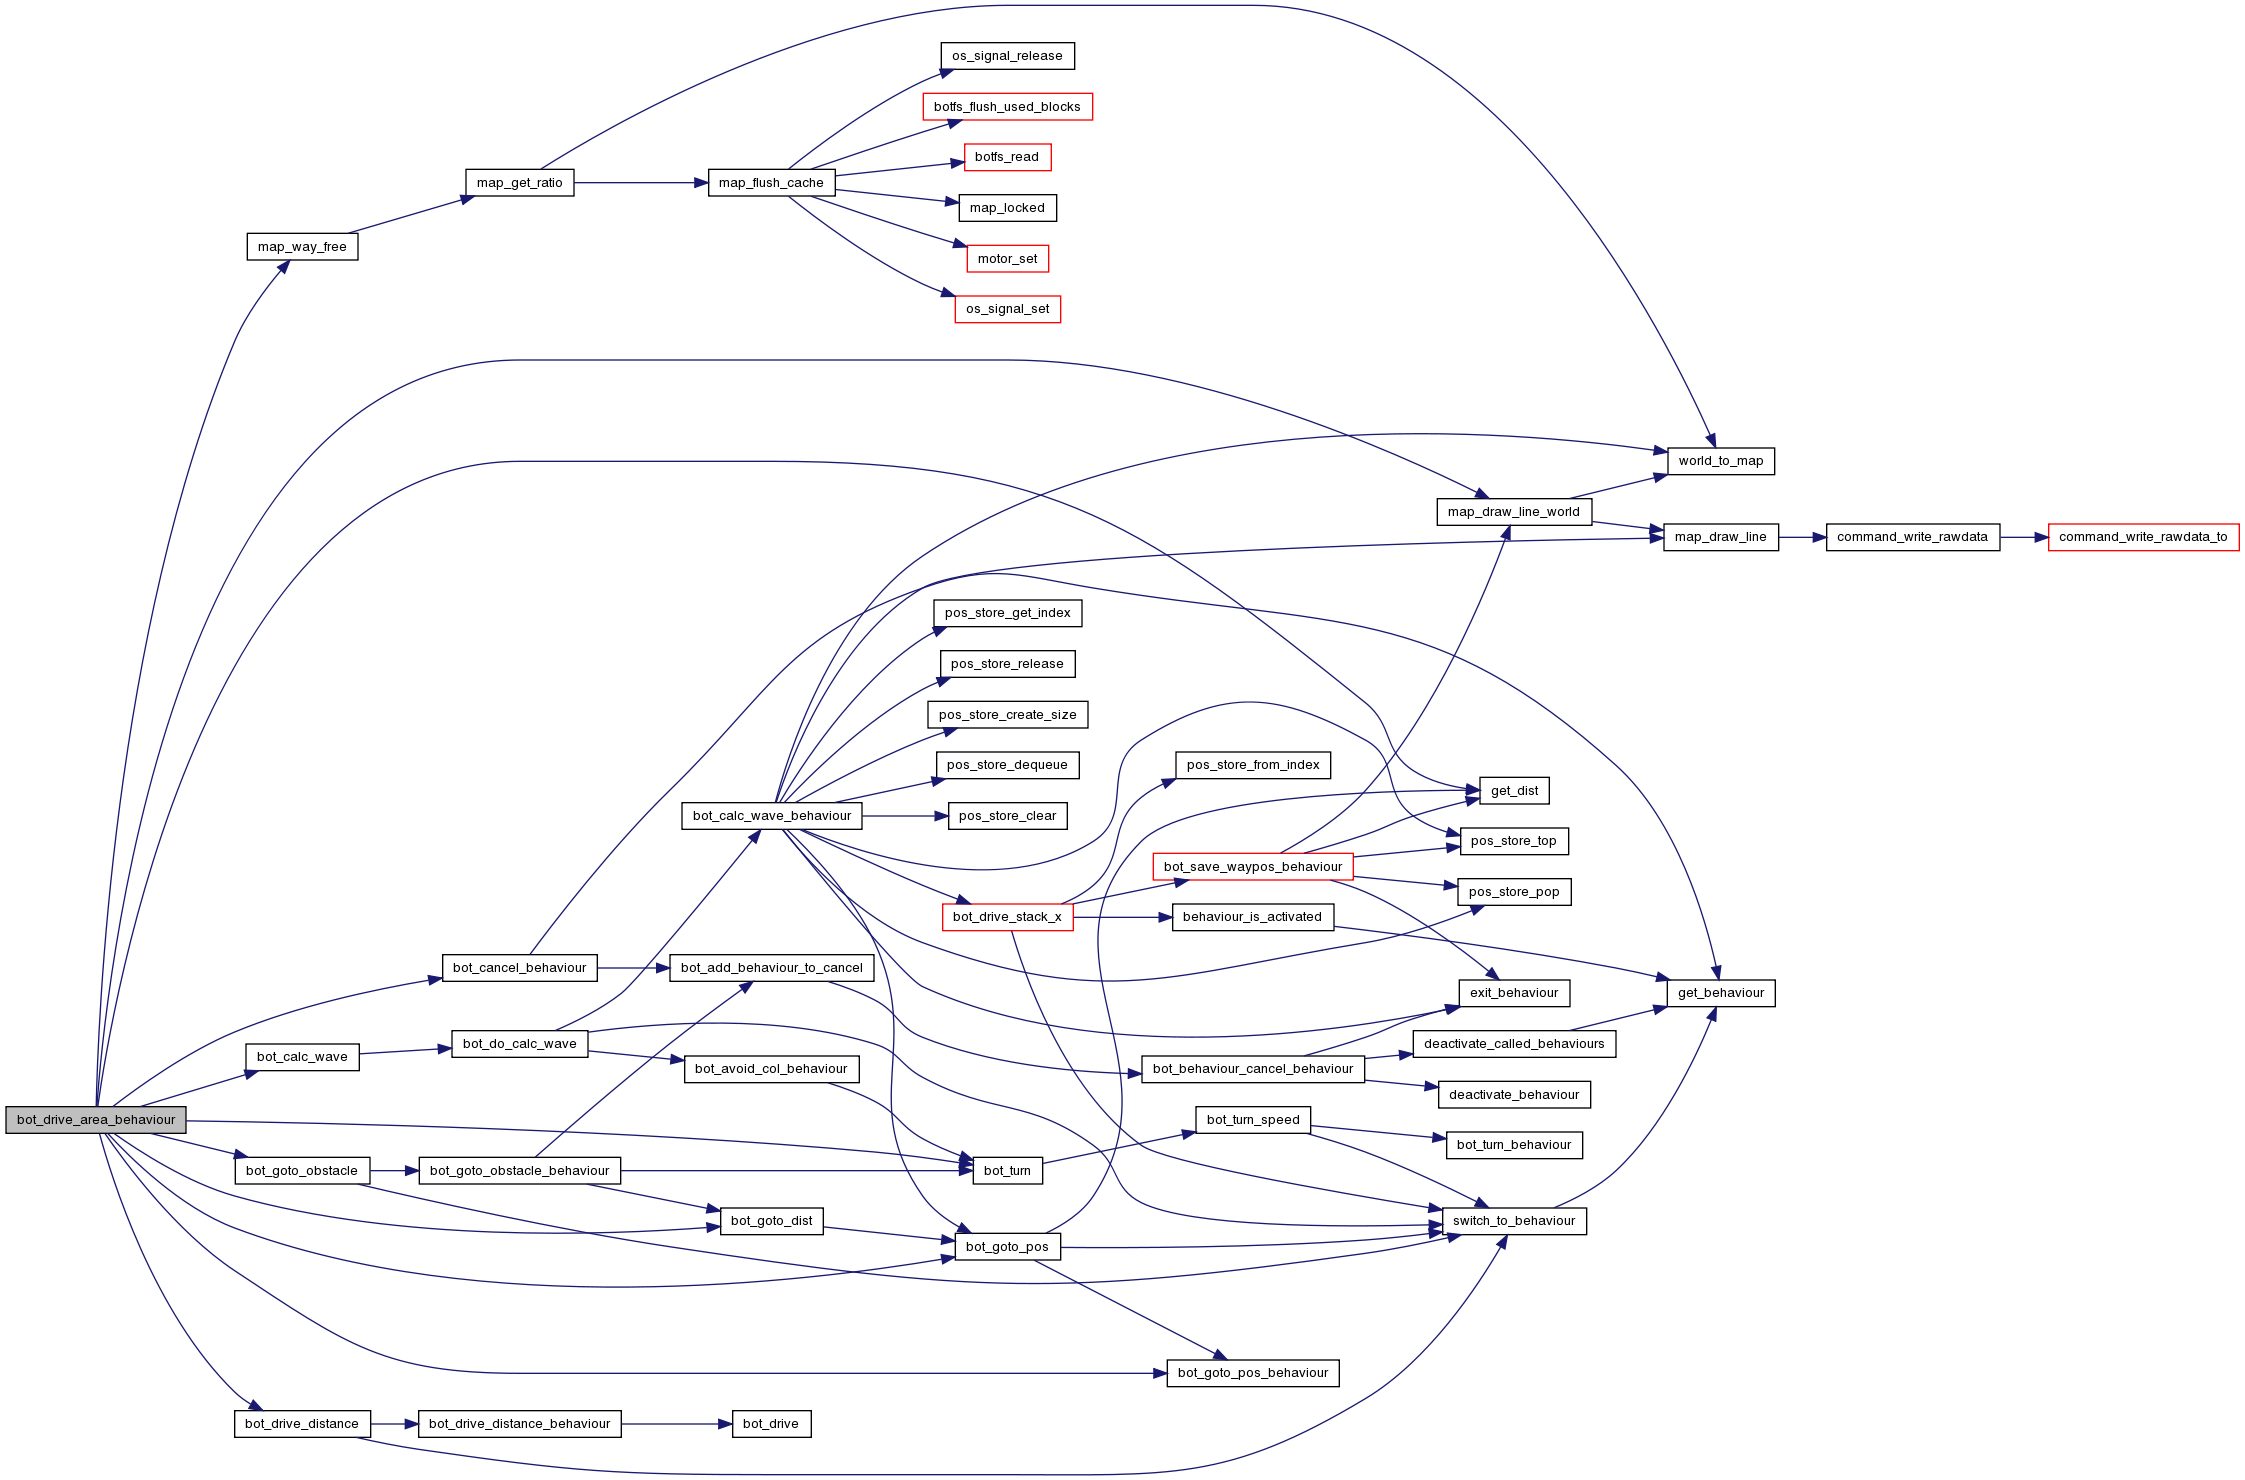 os_signal_release
botfs_flush_used_blocks
botfs_read
map_get_ratio
map_flush_cache
map_locked
map_way_free
motor_set
os_signal_set
world_to_map
map_draw_line_world
map_draw_line
command_write_rawdata
command_write_rawdata_to
pos_store_get_index
pos_store_release
pos_store_create_size
pos_store_dequeue
pos_store_from_index
get_dist
bot_calc_wave_behaviour
pos_store_clear
pos_store_top
bot_save_waypos_behaviour
pos_store_pop
bot_drive_stack_x
behaviour_is_activated
bot_cancel_behaviour
bot_add_behaviour_to_cancel
exit_behaviour
get_behaviour
bot_do_calc_wave
deactivate_called_behaviours
bot_calc_wave
bot_avoid_col_behaviour
bot_behaviour_cancel_behaviour
deactivate_behaviour
bot_drive_area_behaviour
bot_turn_speed
bot_turn_behaviour
bot_goto_obstacle
bot_goto_obstacle_behaviour
bot_turn
bot_goto_dist
switch_to_behaviour
bot_goto_pos
bot_goto_pos_behaviour
bot_drive_distance
bot_drive_distance_behaviour
bot_drive